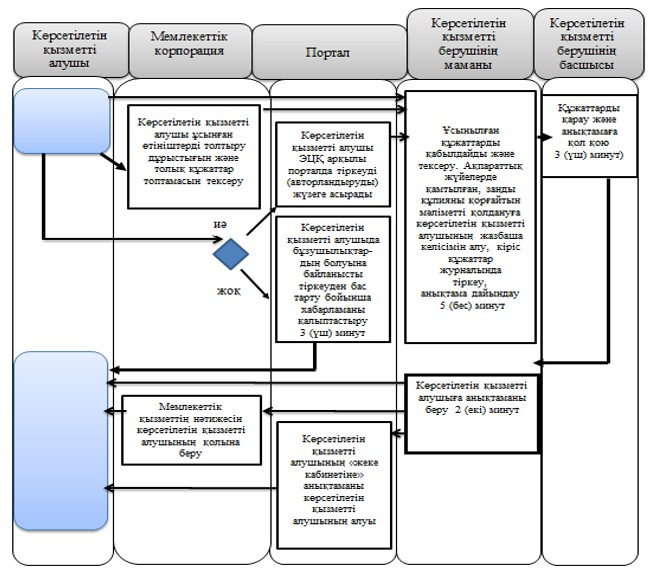 Көрсетілетін
қызметті
алушы
Мемлекеттік
корпорация
Портал
Көрсетілетін
қызметті
берушінің
маманы
Көрсетілетін
қызметті
берушінің
басшысы
Көрсетілетін қызметті
алушы ұсынған
өтініштерді толтыру
дұрыстығын және
толық құжаттар
топтамасын тексеру
Көрсетілетін
қызметті алушы
ЭЦҚ арқылы
порталда тіркеуді
(авторландыруды)
жүзеге асырады
Ұсынылған
құжаттарды
қабылдайды және
тексеру. Ақпараттық
жүйелерде
қамтылған, заңды
құпияны қорғайтын
мәліметті қолдануға
көрсетілетін қызметті
алушының жазбаша
келісімін алу, кіріс
құжаттар
журналында
тіркеу,
анықтама дайындау
5 (бес) минут
Құжаттарды
қарау және
анықтамаға
қол қою
3 (үш) минут)
иә
жоқ
Көрсетілетін
қызметті алушыда
бұзушылықтар-
дың болуына
байланысты
тіркеуден бас
тарту бойынша
хабарламаны
қалыптастыру
3 (үш) минут
Көрсетілетін қызметті
алушыға анықтаманы
беру 2 (екі) минут
Мемлекеттік
қызметтің нәтижесін
көрсетілетін қызметті
алушының қолына
беру
Көрсетілетін
қызметті
алушының «жеке
кабинетіне»
анықтаманы
көрсетілетін
қызметті
алушының алуы